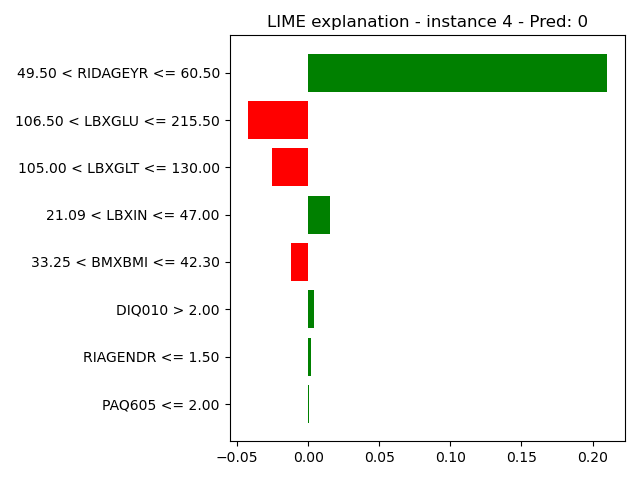 LIME explanation - instance 4 - Pred: 0
49.50 < RIDAGEYR <= 60.50
106.50 < LBXGLU <= 215.50
105.00 < LBXGLT <= 130.00
21.09 < LBXIN <= 47.00
33.25 < BMXBMI <= 42.30
DIQ010 > 2.00
RIAGENDR <= 1.50
PAQ605 <= 2.00
−0.05 0.00 0.05 0.10 0.15 0.20